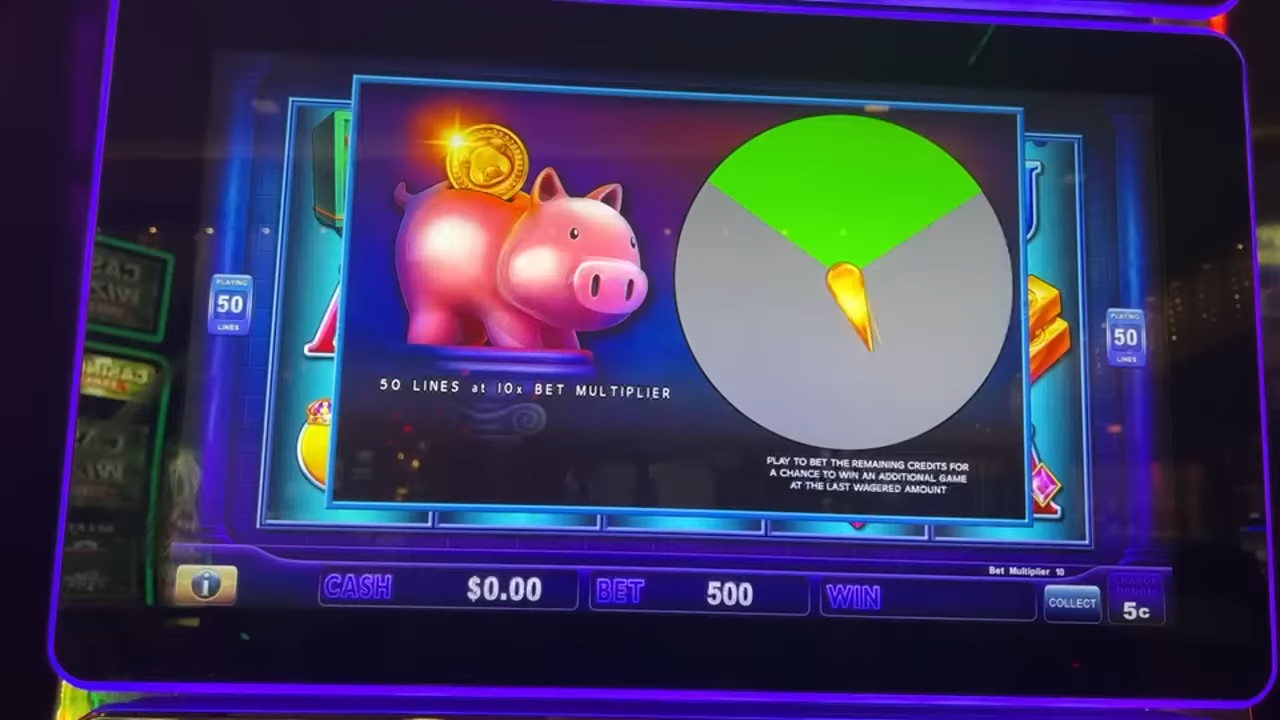 PLAYING
50
LINES
50 LINES at 10x BET MULTIPLIER
PLAY TO BET THE REMAINING CREDITS FOR
A CHANCE TO WIN AN ADDITIONAL GAME
AT THE LAST WAGERED AMOUNT
PLAYING
50
LINES
Bet Multiplier 10
i
CASH $0.00
BET 500
WIN
COLLECT
CHANGE
DENOM
5c